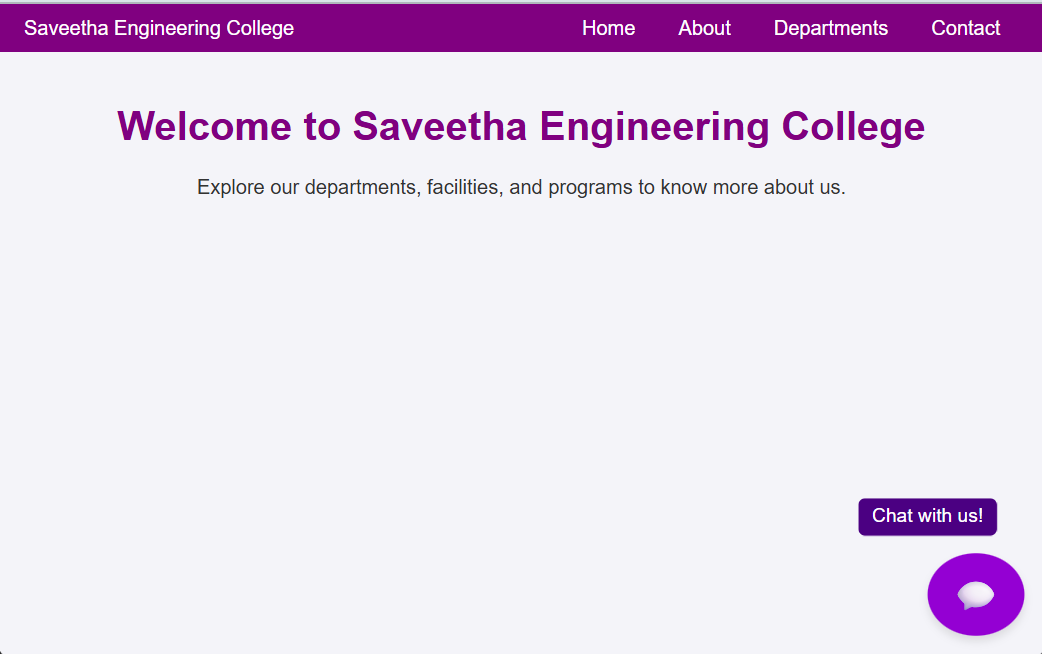 Saveetha Engineering College Home About Departments Contact
Welcome to Saveetha Engineering College
Explore our departments, facilities, and programs to know more about us.
Chat with us!